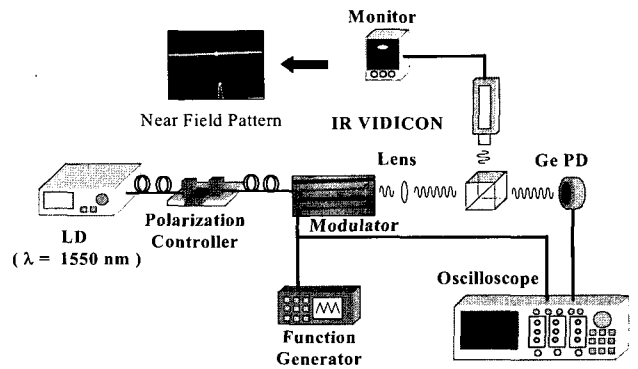 Monitor
Near Field Pattern
IR VIDICON
Lens
Ge PD
LD
( λ = 1550 nm )
Polarization
Controller
Modulator
Oscilloscope
Function
Generator